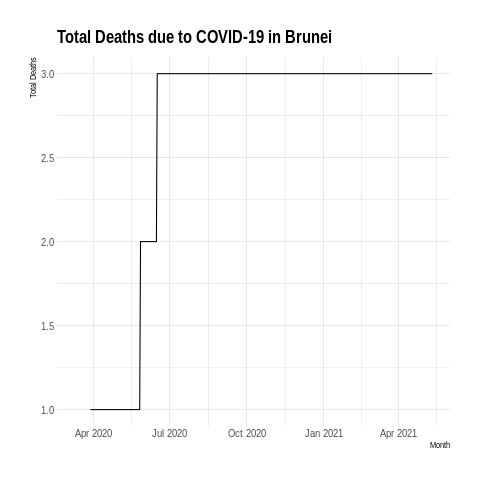 Total Deaths due to COVID-19 in Brunei
Total Deaths
3.0
2.5
2.0
1.5
1.0
Apr 2020 Jul 2020 Oct 2020 Jan 2021 Apr 2021
Month